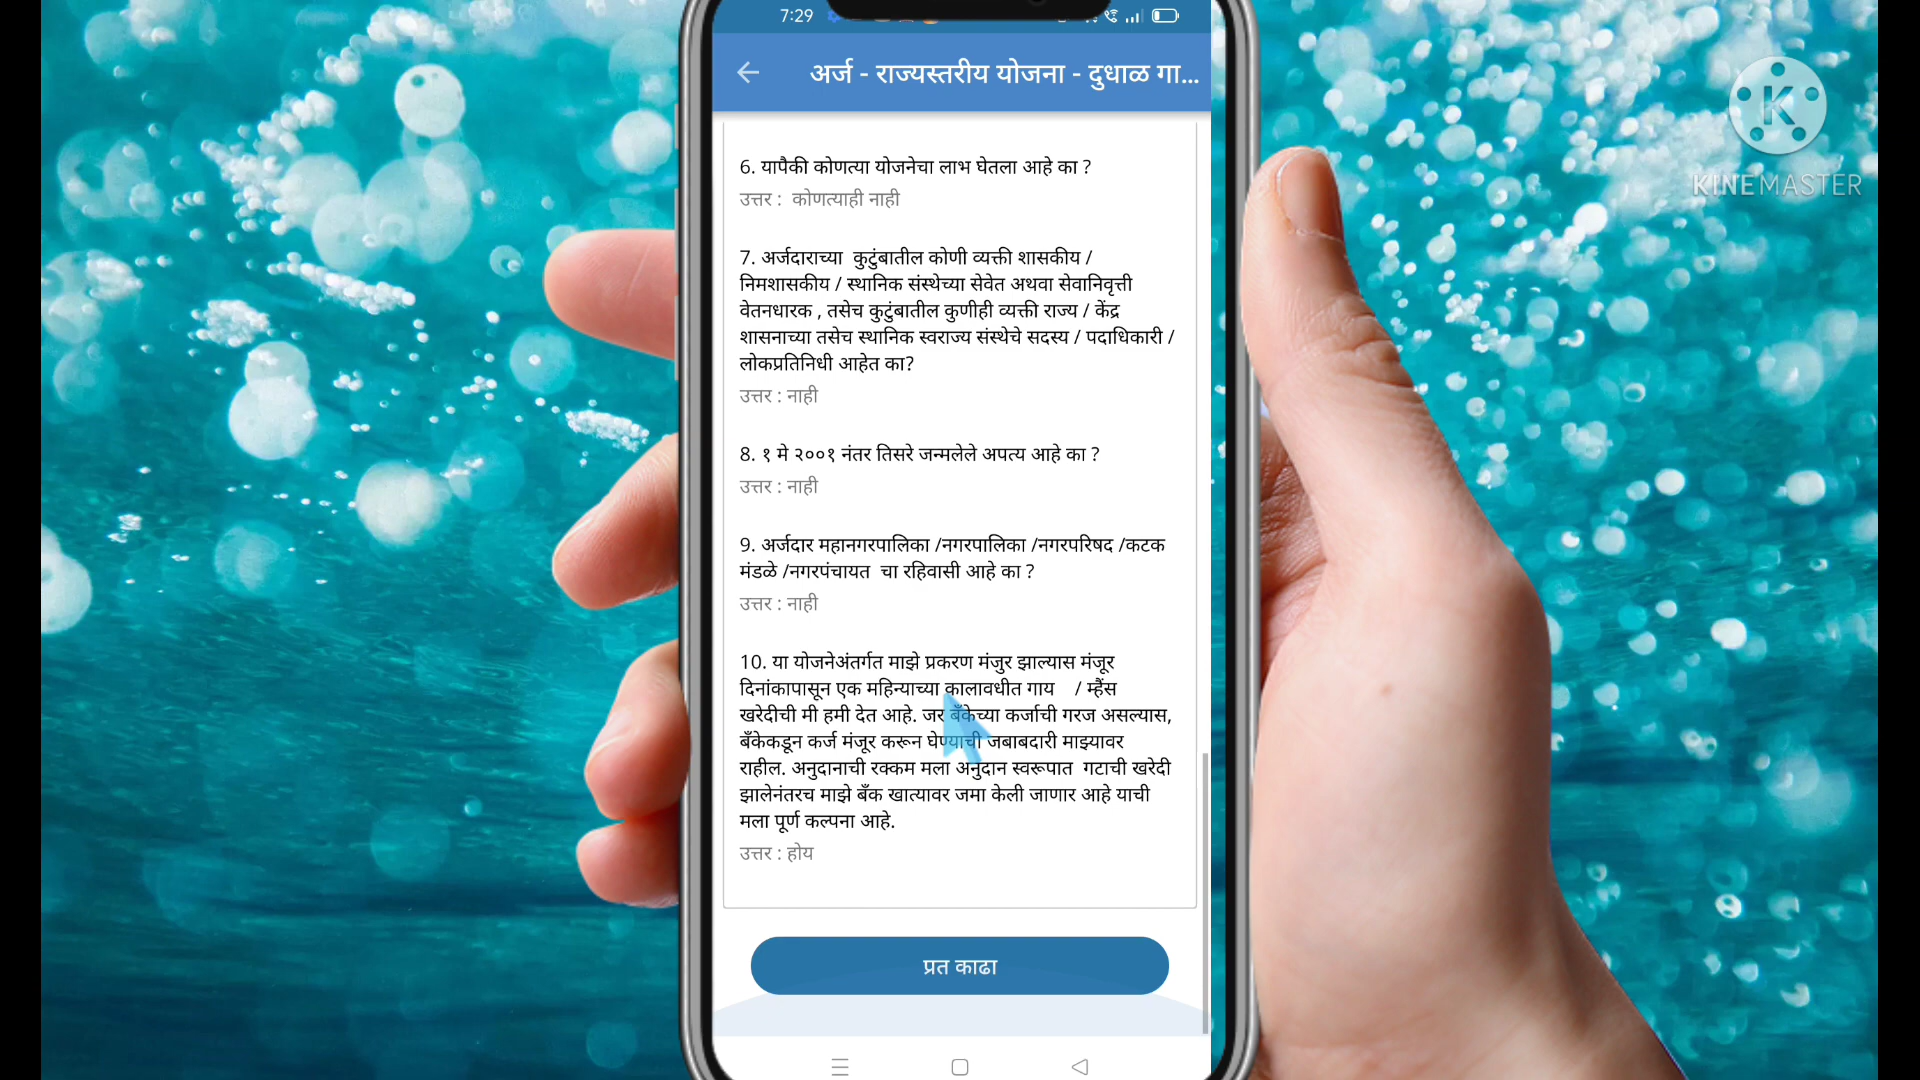 7:29
अर्ज - राज्यस्तरीय योजना - दुधाळ गा...
K
KINEMASTER
6. यापैकी कोणत्या योजनेचा लाभ घेतला आहे का ?
उत्तर : कोणत्याही नाही
7. अर्जदाराच्या कुटुंबातील कोणी व्यक्ती शासकीय /
निमशासकीय / स्थानिक संस्थेच्या सेवेत अथवा सेवानिवृत्ती
वेतनधारक , तसेच कुटुंबातील कुणीही व्यक्ती राज्य / केंद्र
शासनाच्या तसेच स्थानिक स्वराज्य संस्थेचे सदस्य / पदाधिकारी /
लोकप्रतिनिधी आहेत का?
उत्तर : नाही
8. १ मे २००१ नंतर तिसरे जन्मलेले अपत्य आहे का ?
उत्तर : नाही
9. अर्जदार महानगरपालिका /नगरपालिका /नगरपरिषद /कटक
मंडळे /नगरपंचायत चा रहिवासी आहे का ?
उत्तर : नाही
10. या योजनेअंतर्गत माझे प्रकरण मंजुर झाल्यास मंजूर
दिनांकापासून एक महिन्याच्या कालावधीत गाय / म्हैंस
खरेदीची मी हमी देत आहे. जर बँकेच्या कर्जाची गरज असल्यास,
बँकेकडून कर्ज मंजूर करून घेण्याची जबाबदारी माझ्यावर
राहील. अनुदानाची रक्कम मला अनुदान स्वरूपात गटाची खरेदी
झालेनंतरच माझे बँक खात्यावर जमा केली जाणार आहे याची
मला पूर्ण कल्पना आहे.
उत्तर : होय
प्रत काढा